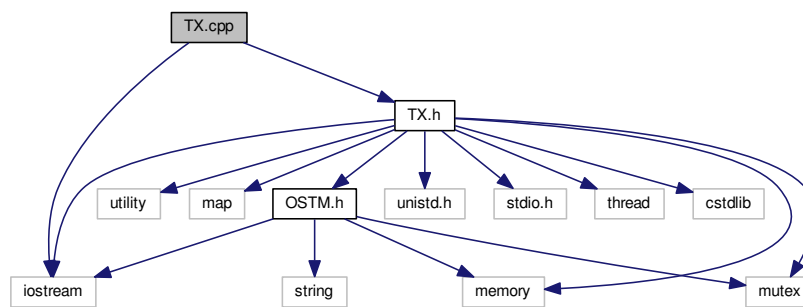 TX.cpp
TX.h
utility
map
OSTM.h
unistd.h
stdio.h
thread
cstdlib
iostream
string
memory
mutex